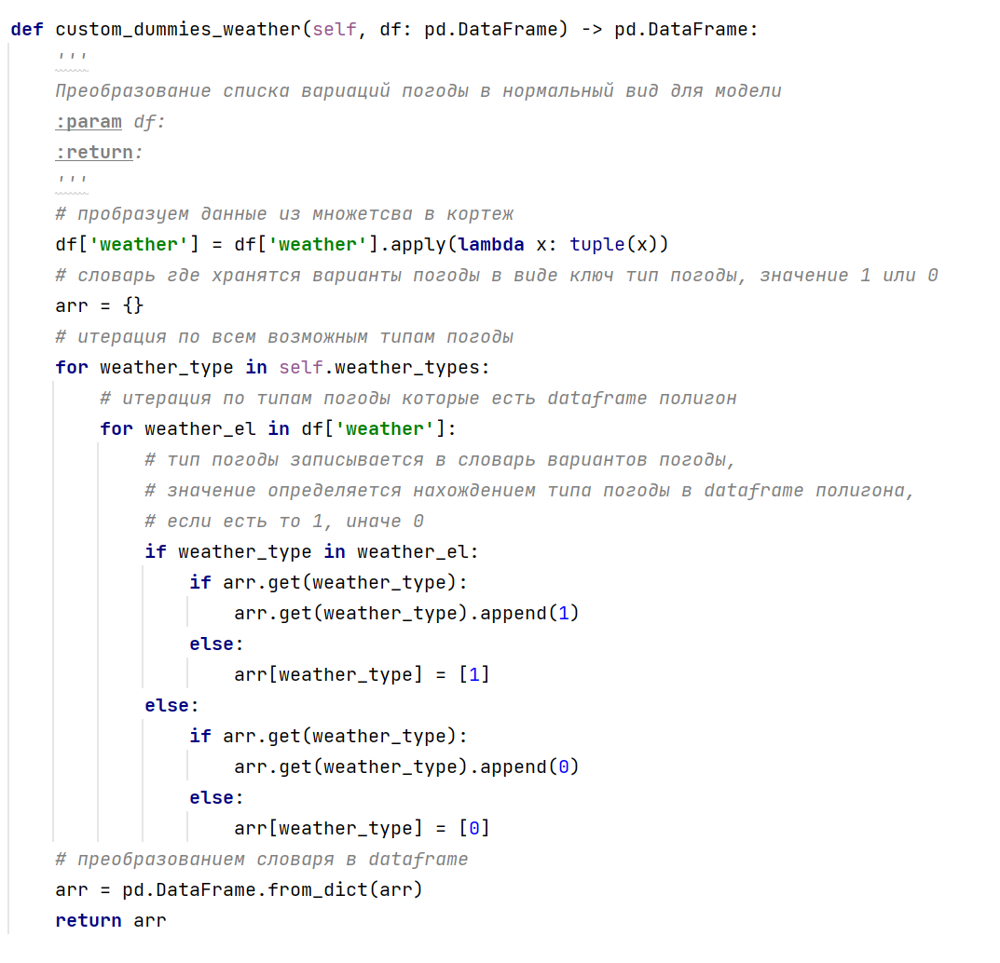 def custom_dummies_weather(self, df: pd.DataFrame) -> pd.DataFrame:
    '''
    Преобразование списка вариаций погоды в нормальный вид для модели
    :param df:
    :return:
    '''
    # пробразуем данные из множетсва в кортеж
    df['weather'] = df['weather'].apply(lambda x: tuple(x))
    # словарь где хранятся варианты погоды в виде ключ тип погоды, значение 1 или 0
    arr = {}
    # итерация по всем возможным типам погоды
    for weather_type in self.weather_types:
        # итерация по типам погоды которые есть dataframe полигон
        for weather_el in df['weather']:
            # тип погоды записывается в словарь вариантов погоды,
            # значение определяется нахождением типа погоды в dataframe полигона,
            # если есть то 1, иначе 0
            if weather_type in weather_el:
                if arr.get(weather_type):
                    arr.get(weather_type).append(1)
                else:
                    arr[weather_type] = [1]
            else:
                if arr.get(weather_type):
                    arr.get(weather_type).append(0)
                else:
                    arr[weather_type] = [0]
    # преобразованием словаря в dataframe
    arr = pd.DataFrame.from_dict(arr)
    return arr